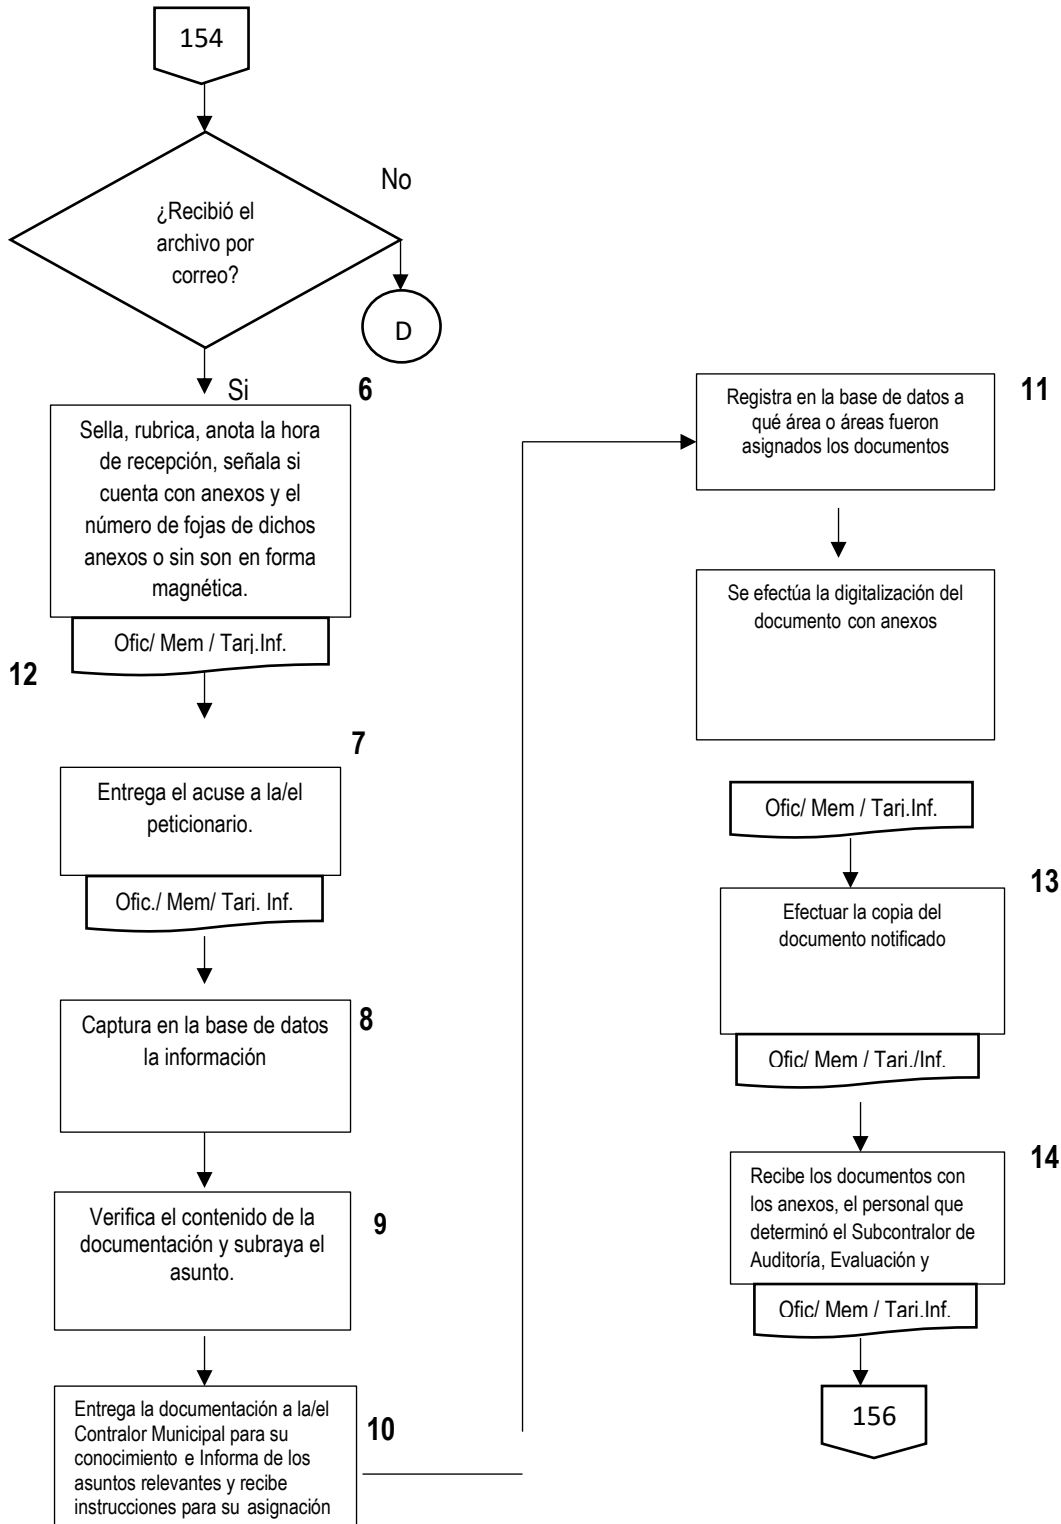 154
No
¿Recibió el
archivo por
correo?
D
Si
6
Sella, rubrica, anota la hora
de recepción, señala si
cuenta con anexos y el
número de fojas de dichos
anexos o sin son en forma
magnética.
Ofic/ Mem / Tarj.Inf.
12
7
Entrega el acuse a la/el
peticionario.
Ofic./ Mem/ Tarj. Inf.
8
Captura en la base de datos
la información
9
Verifica el contenido de la
documentación y subraya el
asunto.
10
Entrega la documentación a la/el
Contralor Municipal para su
conocimiento e Informa de los
asuntos relevantes y recibe
instrucciones para su asignación
11
Registra en la base de datos a
qué área o áreas fueron
asignados los documentos
Se efectúa la digitalización del
documento con anexos
Ofic/ Mem / Tarj.Inf.
13
Efectuar la copia del
documento notificado
Ofic/ Mem / Tarj./Inf.
14
Recibe los documentos con
los anexos, el personal que
determinó el Subcontralor de
Auditoría, Evaluación y
Ofic/ Mem / Tarj.Inf.
156